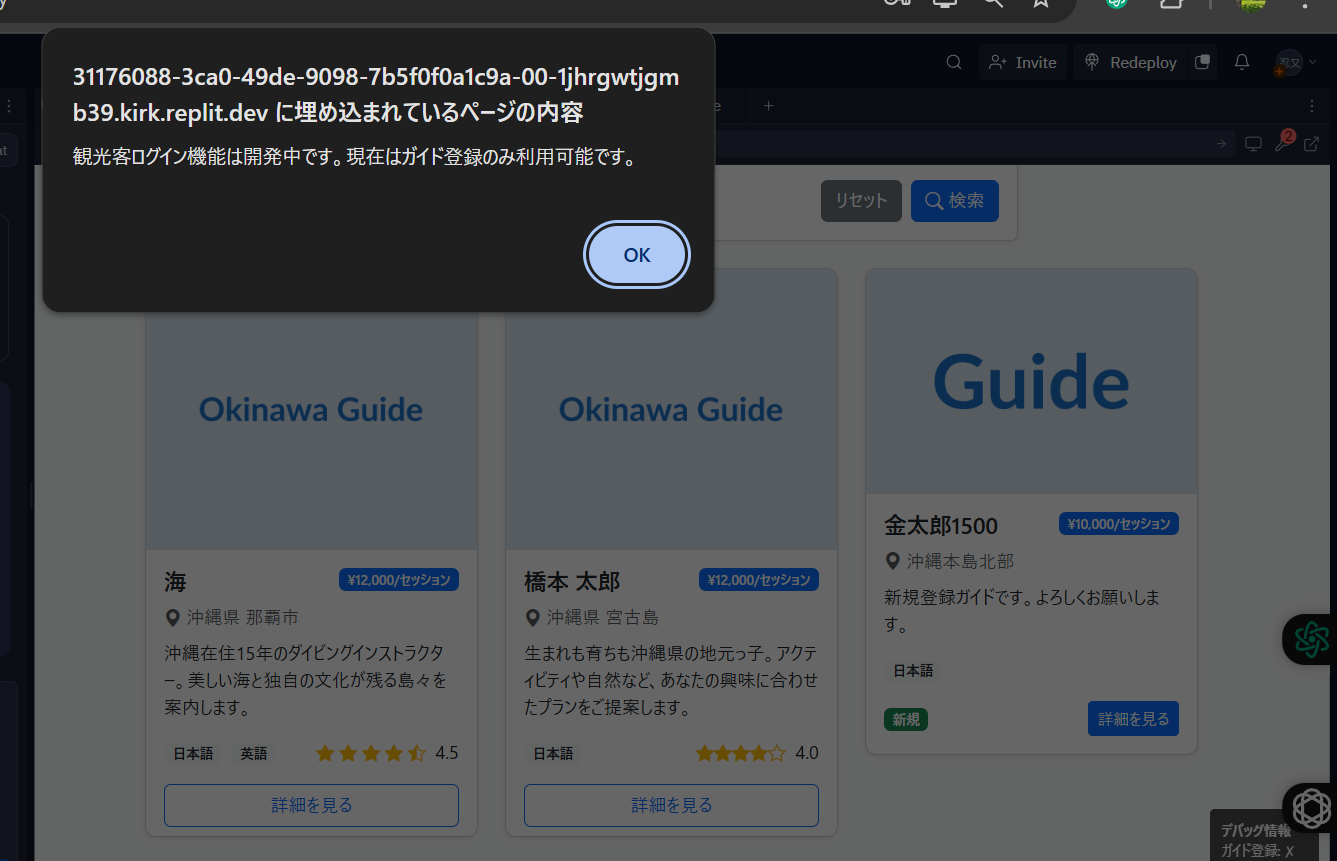 31176088-3ca0-49de-9098-7b5f0f0a1c9a-00-1jhrgwtjgm
b39.kirk.replit.dev に埋め込まれているページの内容
観光客ログイン機能は開発中です。現在はガイド登録のみ利用可能です。
OK
Invite
Redeploy
忍又
2
リセット
検索
Okinawa Guide
海
¥12,000/セッション
沖縄県 那覇市
沖縄在住15年のダイビングインストラクタ
ー。美しい海と独自の文化が残る島々を
案内します。
日本語 英語 4.5
詳細を見る
Okinawa Guide
橋本 太郎
¥12,000/セッション
沖縄県 宮古島
生まれも育ちも沖縄県の地元っ子。アクテ
ィビティや自然など、あなたの興味に合わせ
たプランをご提案します。
日本語 4.0
詳細を見る
Guide
金太郎1500
¥10,000/セッション
沖縄本島北部
新規登録ガイドです。よろしくお願いしま
す。
日本語
新規
詳細を見る
デバッグ情報
ガイド登録: ✗